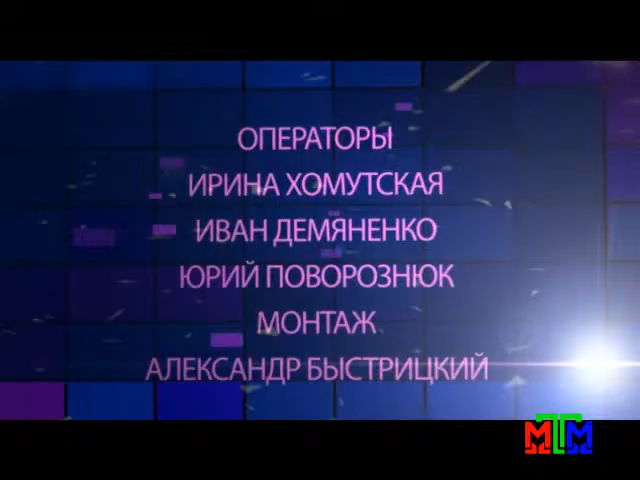 ОПЕРАТОРЫ
ИРИНА ХОМУТСКАЯ
ИВАН ДЕМЯНЕНКО
ЮРИЙ ПОВОРОЗНЮК
МОНТАЖ
АЛЕКСАНДР БЫСТРИЦКИЙ
МТМ